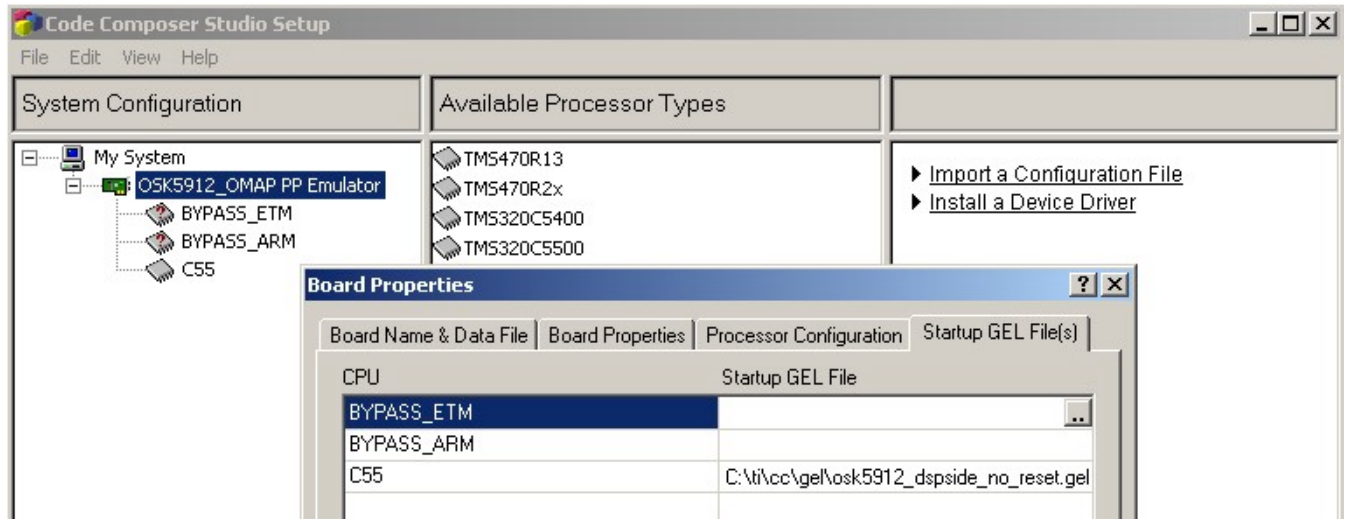 Code Composer Studio Setup
File Edit View Help
System Configuration
Available Processor Types
My System
OSK5912_OMAP PP Emulator
BYPASS_ETM
BYPASS_ARM
C55
TMS470R13
TMS470R2x
TMS320C5400
TMS320C5500
Import a Configuration File
Install a Device Driver
Board Properties
Board Name & Data File Board Properties Processor Configuration Startup GEL File(s)
CPU Startup GEL File
BYPASS_ETM ..
BYPASS_ARM
C55 C:\ti\cc\gel\osk5912_dspside_no_reset.gel